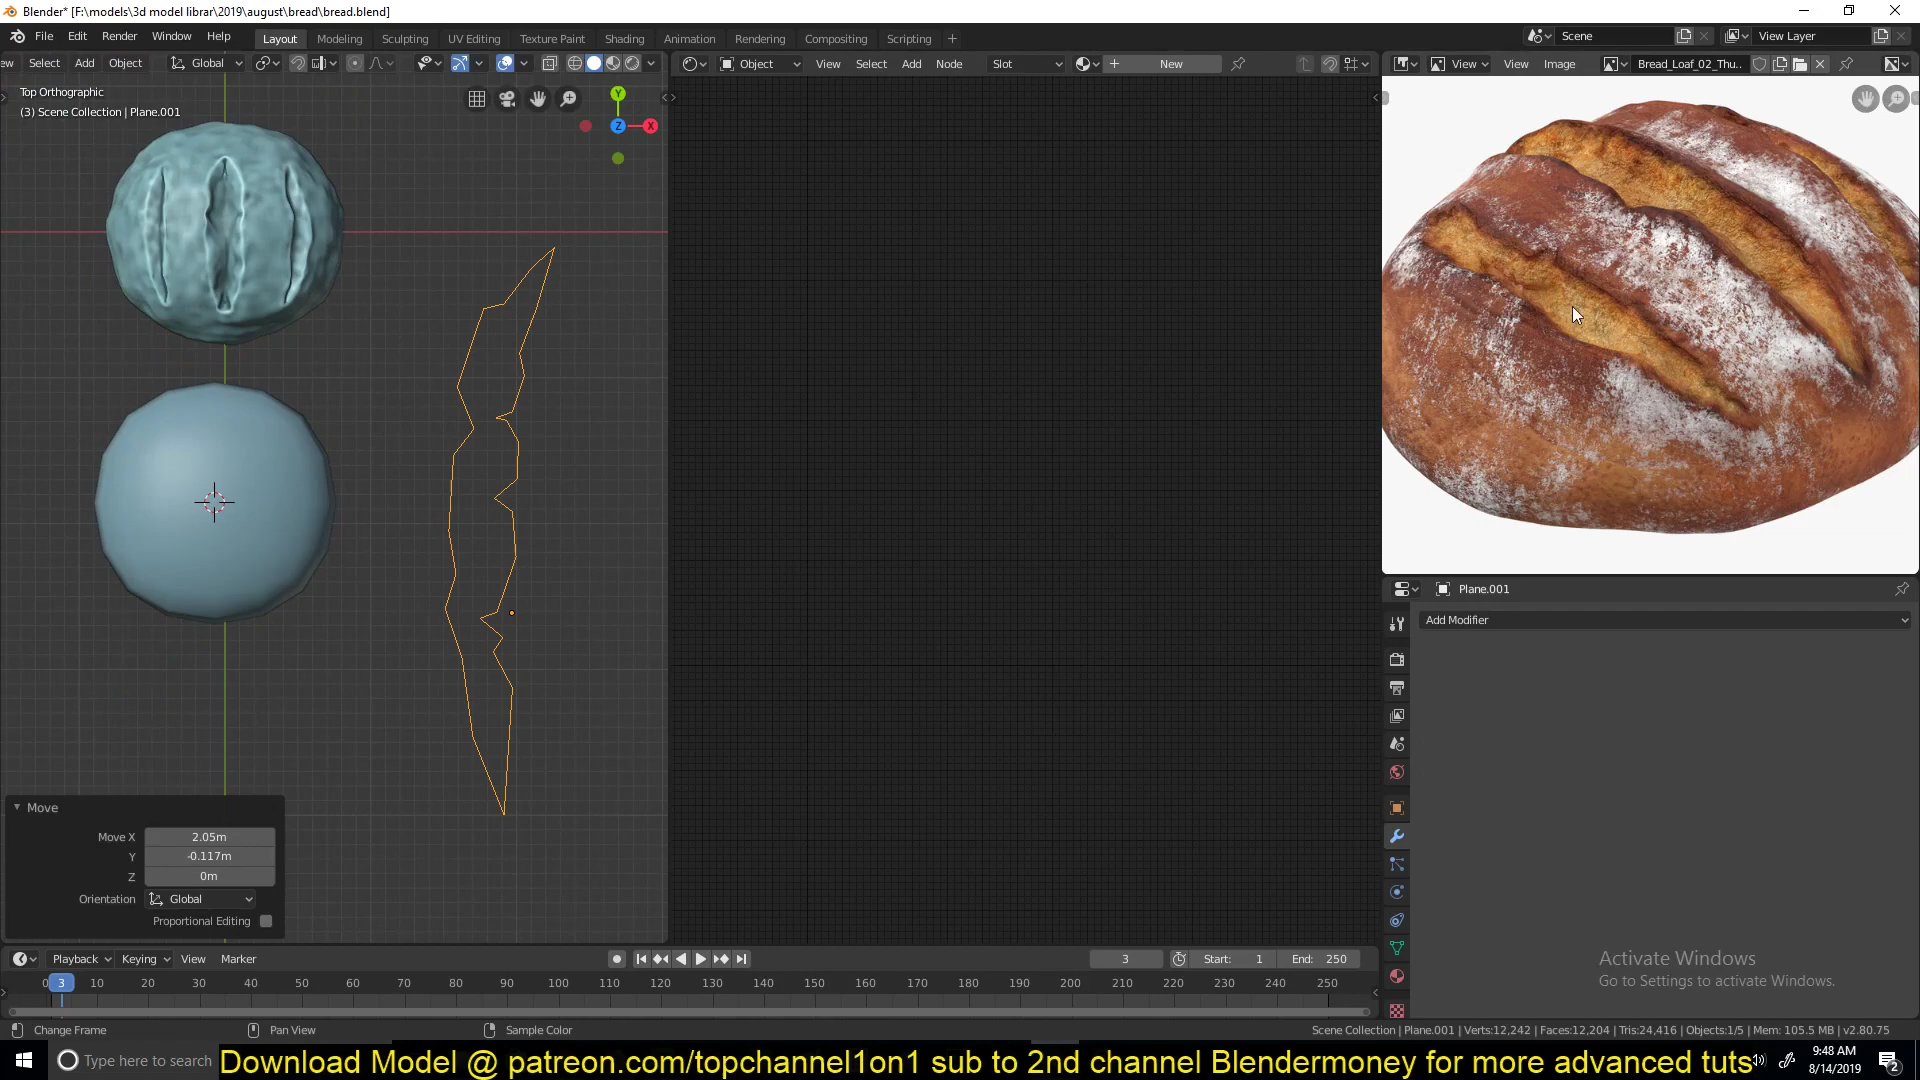 Blender* [F:\models\3d model librar\2019\august\bread\bread.blend]
File Edit Render Window Help Layout Modeling Sculpting UV Editing Texture Paint Shading Animation Rendering Compositing Scripting + Scene View Layer
ew Select Add Object Global Object View Select Add Node Slot New View View Image Bread_Loaf_02_Thu..
Top Orthographic
(3) Scene Collection | Plane.001
Y
Z X
Plane.001
Add Modifier
Move
Move X 2.05m
Y -0.117m
Z 0m
Orientation Global
Proportional Editing
Activate Windows
Go to Settings to activate Windows.
Playback Keying View Marker 3 Start: 1 End: 250
0 3 10 20 30 40 50 60 70 80 90 100 110 120 130 140 150 160 170 180 190 200 210 220 230 240 250
Change Frame Pan View Sample Color Scene Collection | Plane.001 | Verts:12,242 | Faces:12,204 | Tris:24,416 | Objects:1/5 | Mem: 105.5 MB | v2.80.75
Type here to search Download Model @ patreon.com/topchannel1on1 sub to 2nd channel Blendermoney for more advanced tuts 9:48 AM
8/14/2019 2